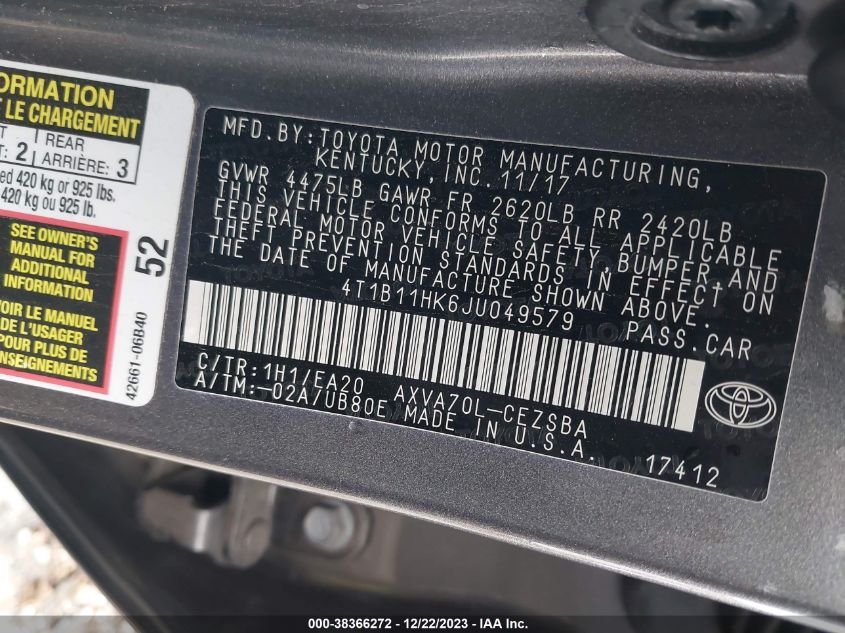 ORMATION
LE CHARGEMENT
2 REAR
ARRIÈRE: 3
ed 420 kg or 925 lbs.
420 kg ou 925 lb.
SEE OWNER'S
MANUAL FOR
ADDITIONAL
INFORMATION
VOIR LE MANUEL
DE L'USAGER
POUR PLUS DE
NSEIGNEMENTS
52
42661-06B40
MFD. BY: TOYOTA MOTOR MANUFACTURING,
KENTUCKY, INC. 11/17
GVWR 4475LB GAWR FR 2620LB RR 2420LB
THIS VEHICLE CONFORMS TO ALL APPLICABLE
FEDERAL MOTOR VEHICLE SAFETY, BUMPER, AND
THEFT PREVENTION STANDARDS IN EFFECT ON
THE DATE OF MANUFACTURE SHOWN ABOVE.
4T1B11HK6JU049579 PASS.CAR
C/TR: 1H1/EA20 AXVA70L-CEZSBA
A/TM:-02A/UB80E MADE IN U.S.A.
17412
000-38366272 - 12/22/2023 - IAA Inc.